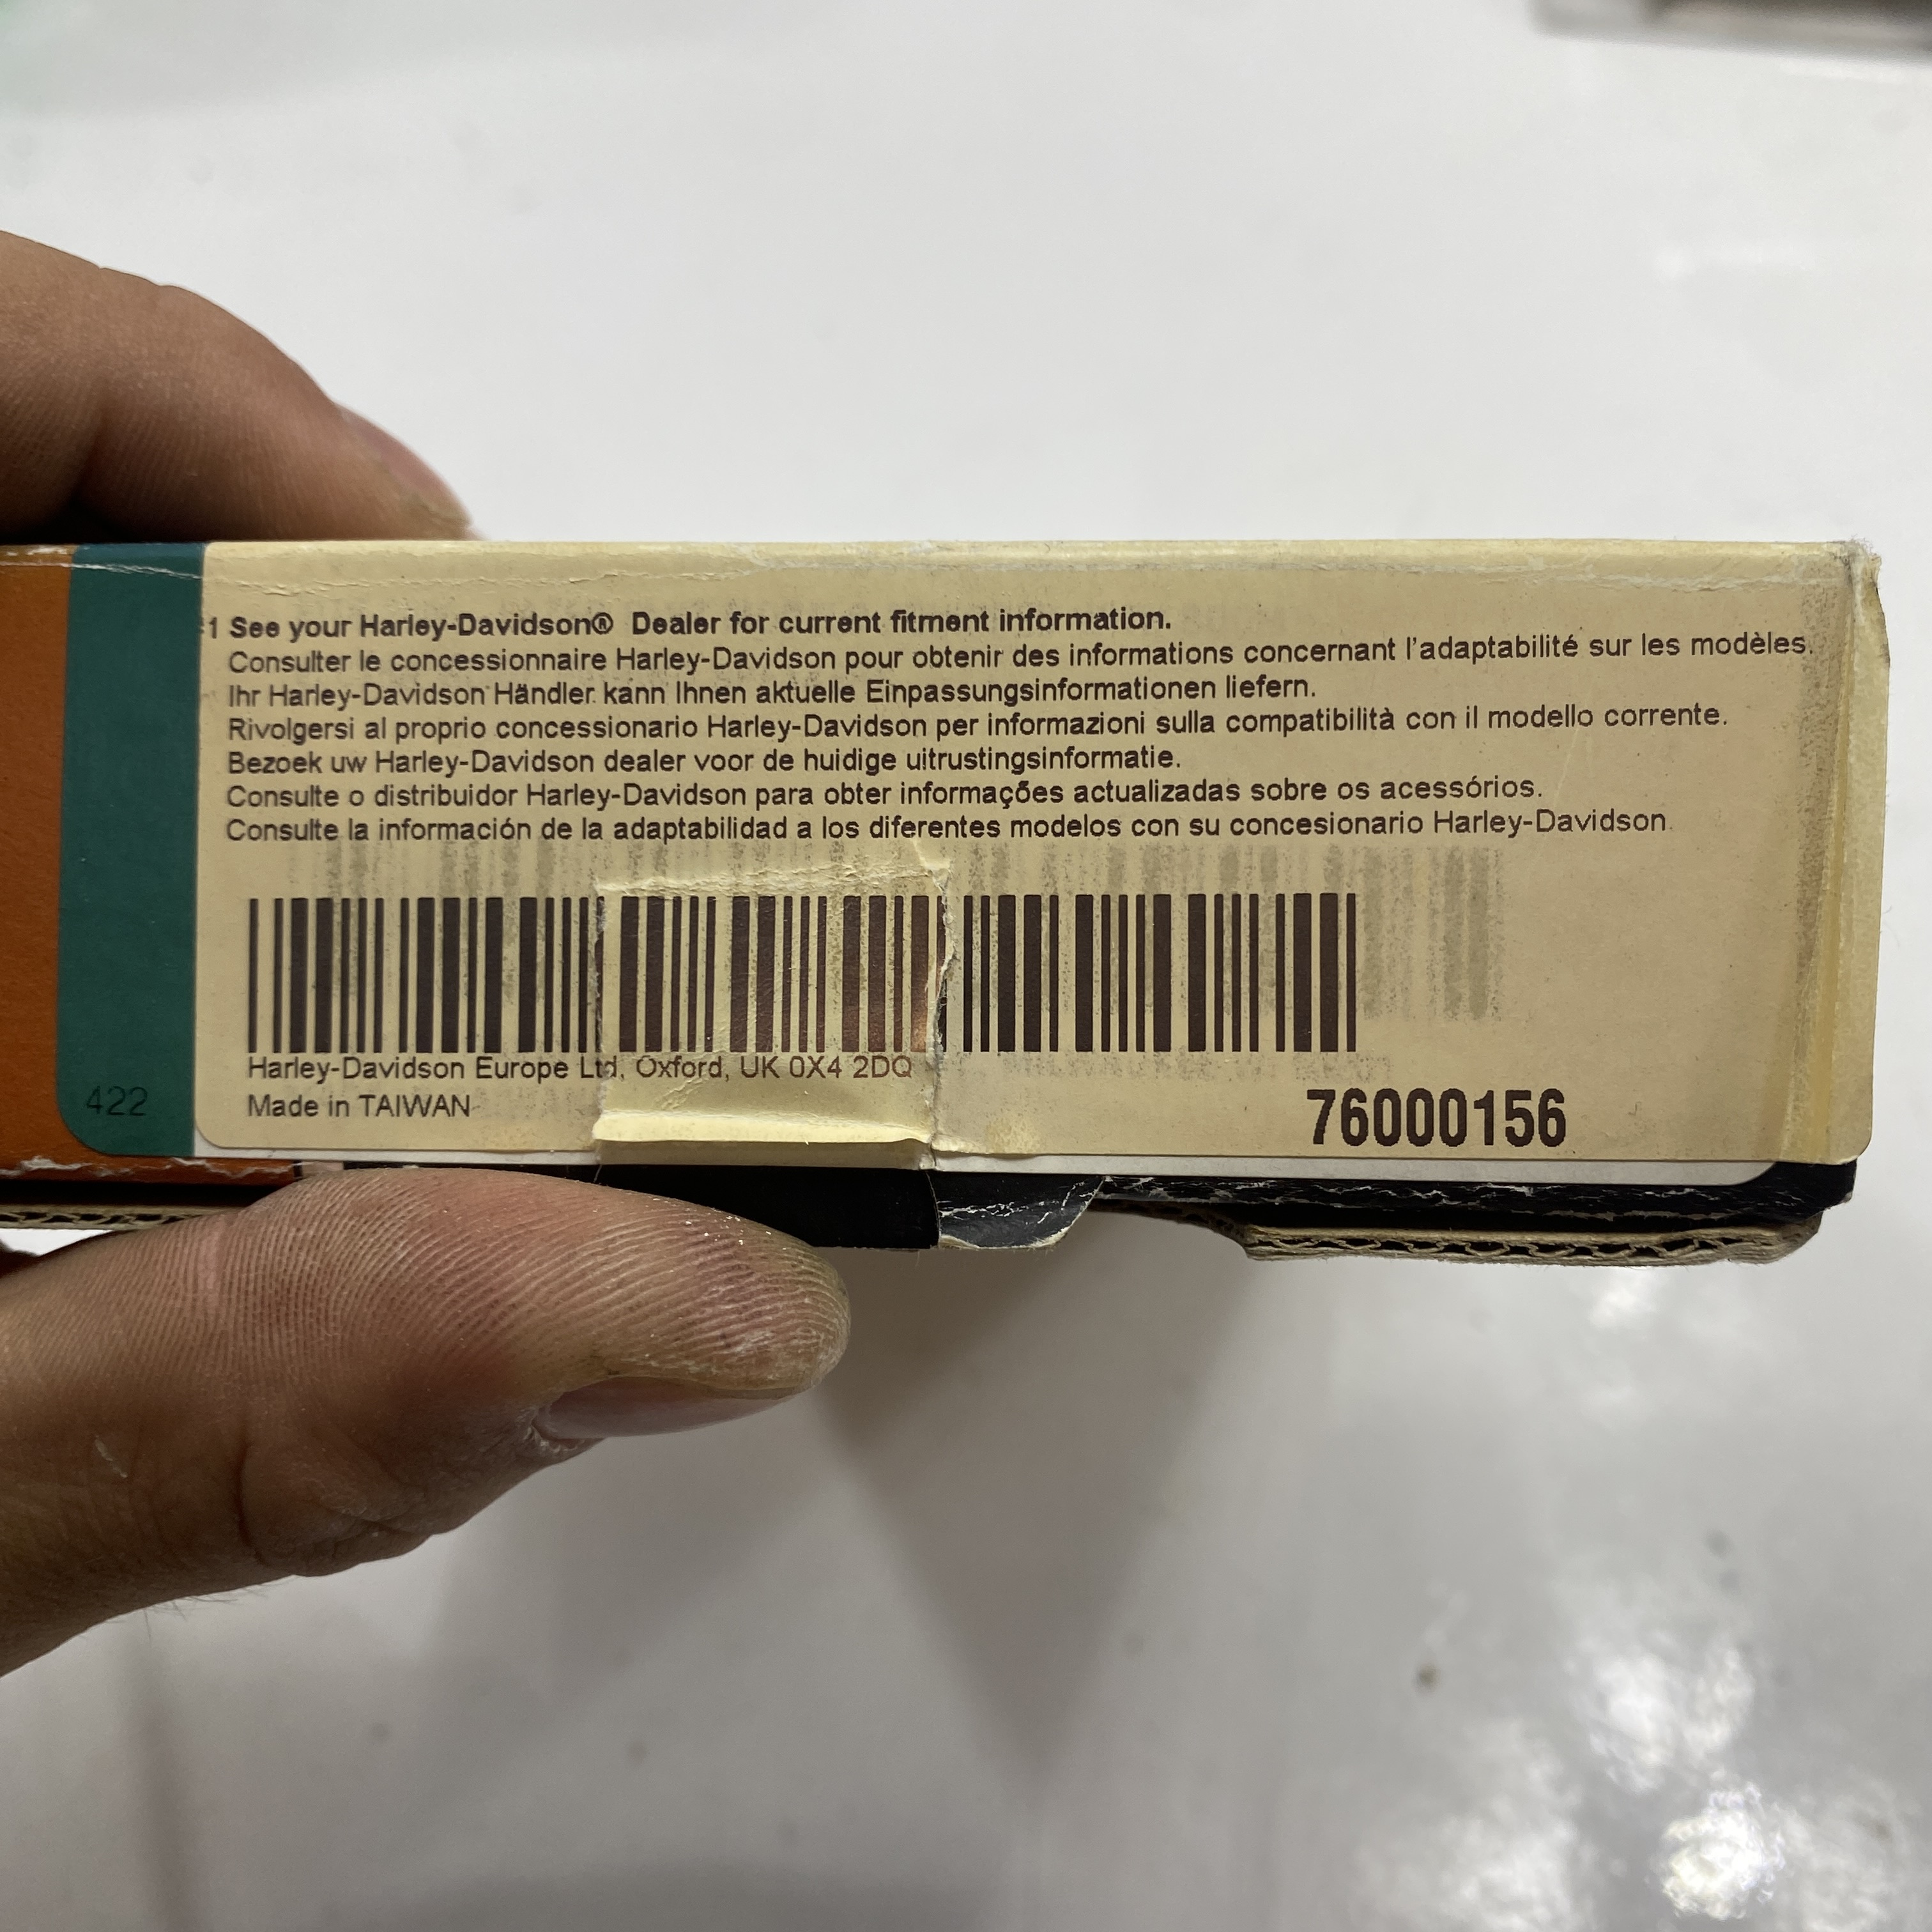 1 See your Harley-Davidson® Dealer for current fitment information.
Consulter le concessionnaire Harley-Davidson pour obtenir des informations concernant l'adaptabilité sur les modèles.
Ihr Harley-Davidson Händler kann Ihnen aktuelle Einpassungsinformationen liefern.
Rivolgersi al proprio concessionario Harley-Davidson per informazioni sulla compatibilità con il modello corrente.
Bezoek uw Harley-Davidson dealer voor de huidige uitrustingsinformatie.
Consulte o distribuidor Harley-Davidson para obter informações actualizadas sobre os acessórios.
Consulte la información de la adaptabilidad a los diferentes modelos con su concesionario Harley-Davidson.
Harley-Davidson Europe Ltd, Oxford, UK 0X4 2DQ
422 Made in TAIWAN
76000156